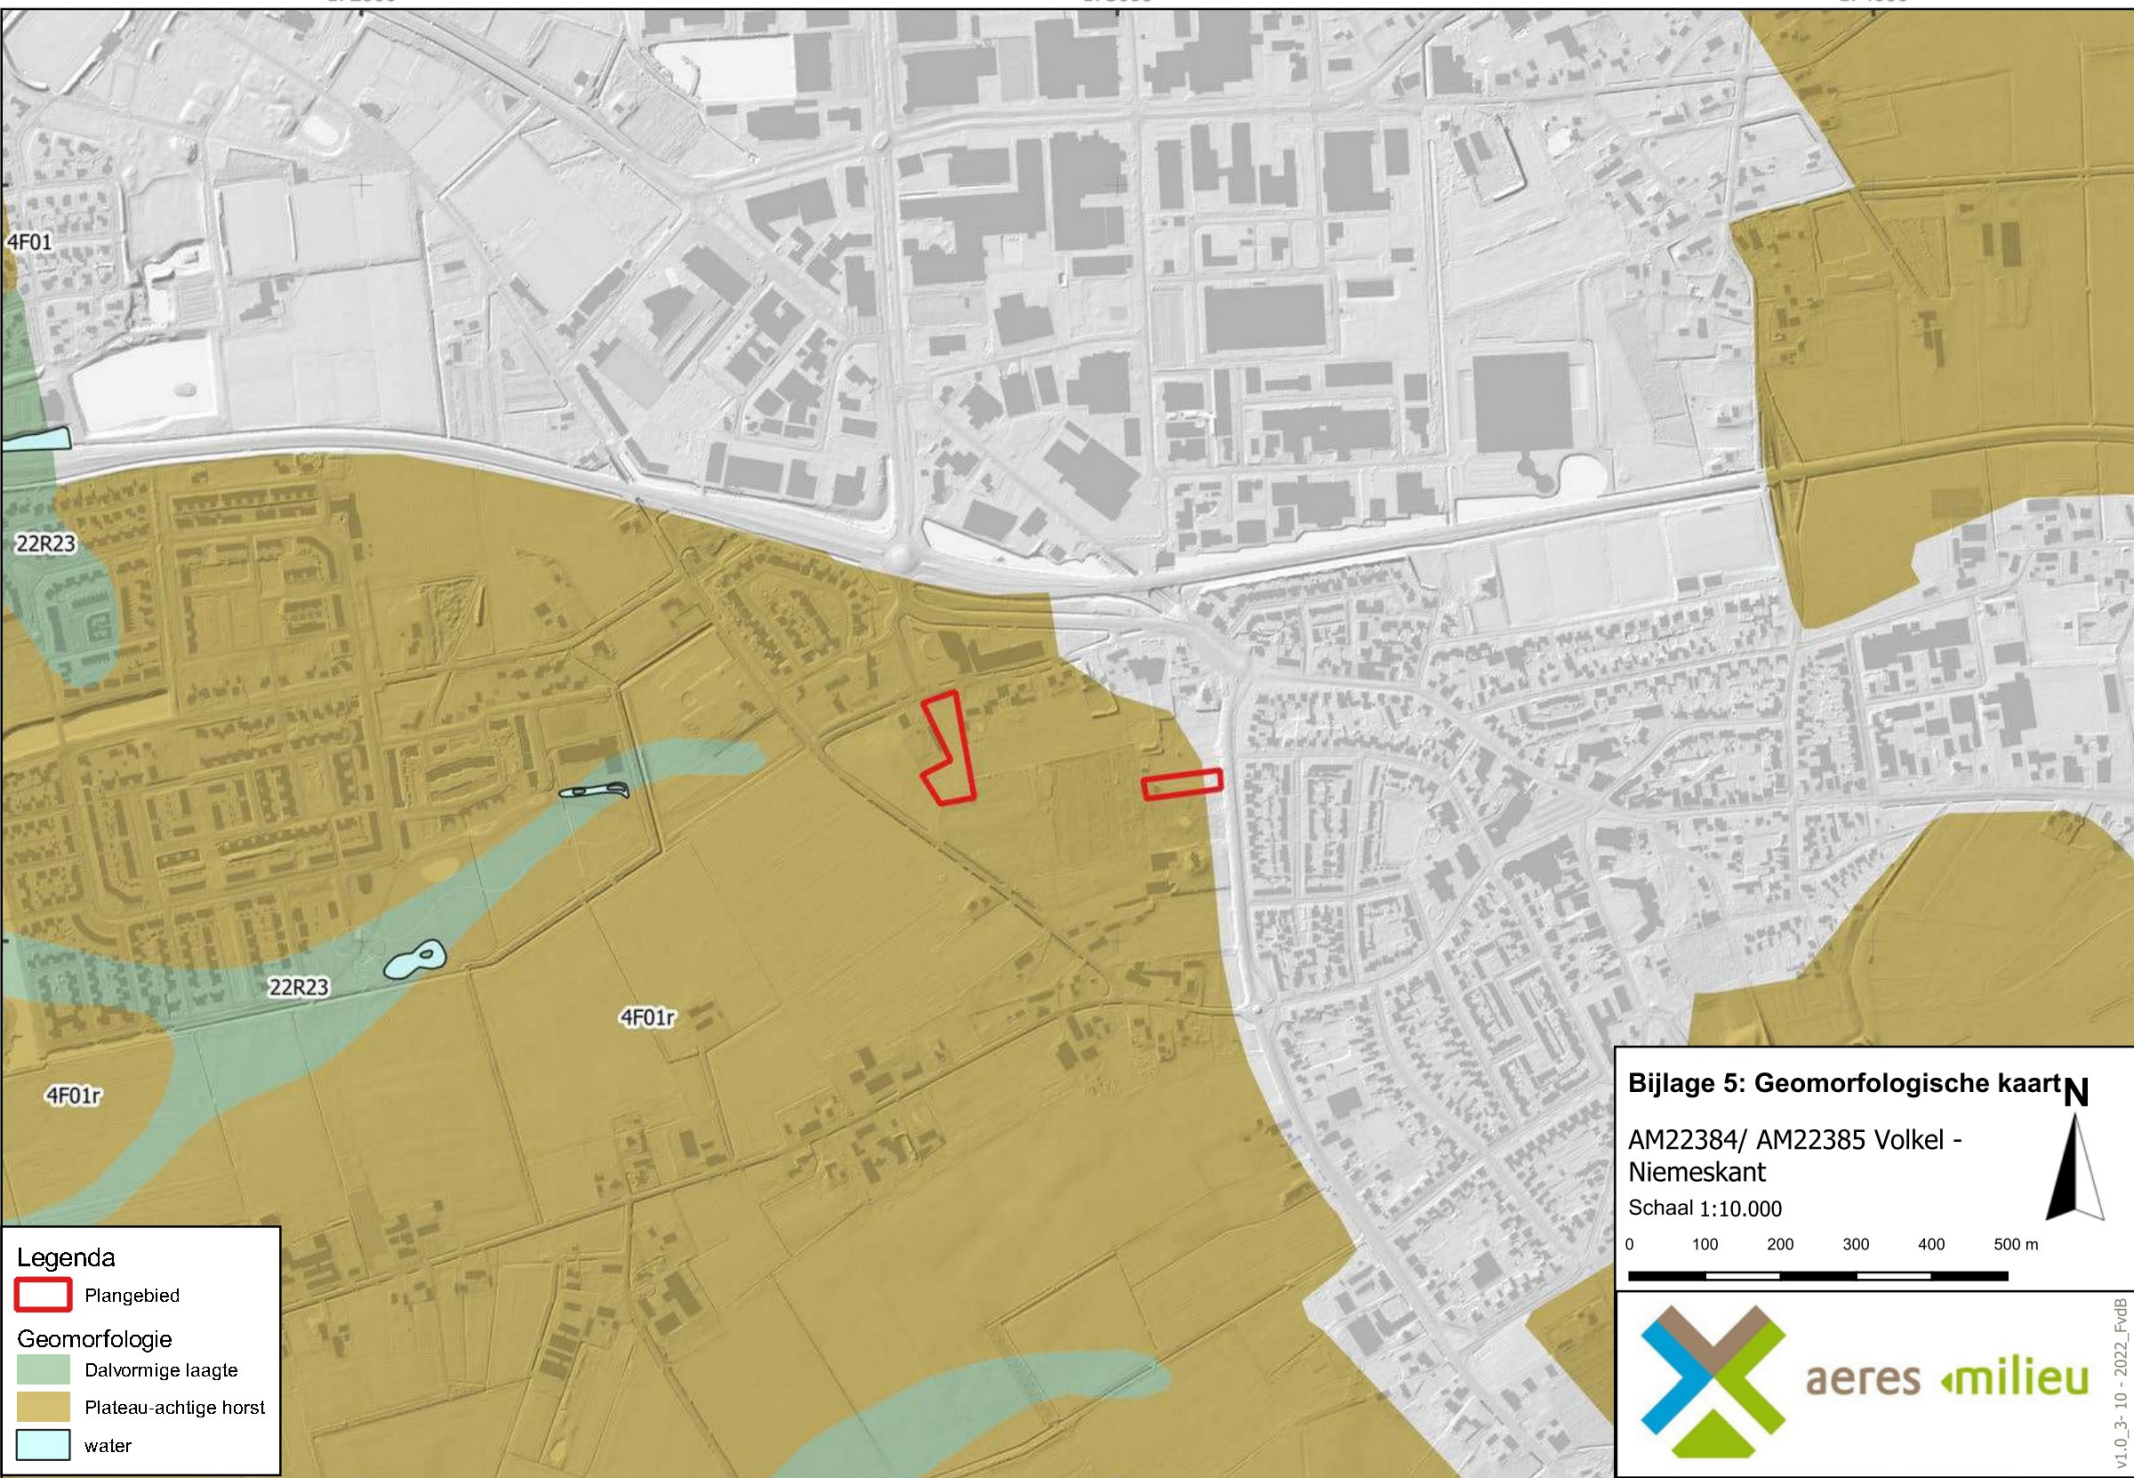 4F01
22R23
22R23
4F01r
4F01r
Legenda
Plangebied
Geomorfologie
Dalvormige laagte
Plateau-achtige horst
water
Bijlage 5: Geomorfologische kaart
N
AM22384/ AM22385 Volkel -
Niemeskant
Schaal 1:10.000
0 100 200 300 400 500 m
aeres milieu
v1.0_3- 10 - 2022_FvdB